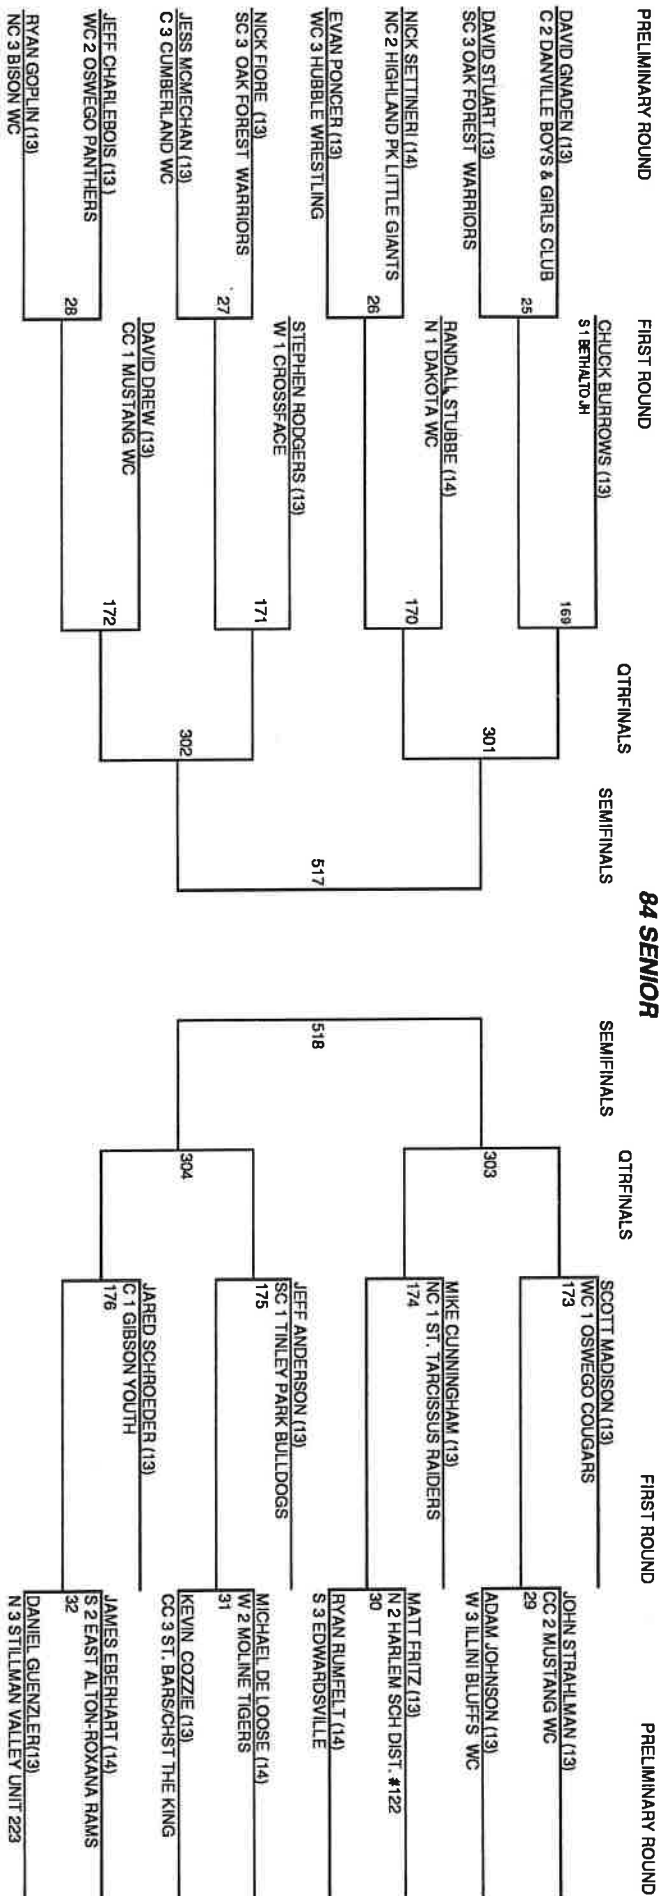 84 SENIOR
PRELIMINARY ROUND
FIRST ROUND
QTRFINALS
SEMIFINALS
SEMIFINALS
QTRFINALS
FIRST ROUND
PRELIMINARY ROUND
CHUCK BURROWS (13)
S 1 BETHALTO JH
169
DAVID GNADEN (13)
C 2 DANVILLE BOYS & GIRLS CLUB
25
DAVID STUART (13)
SC 3 OAK FOREST WARRIORS
301
RANDALL STUBBE (14)
N 1 DAKOTA WC
170
NICK SETTINERI (14)
NC 2 HIGHLAND PK LITTLE GIANTS
26
EVAN PONCER (13)
WC 3 HUBBLE WRESTLING
517
STEPHEN RODGERS (13)
W 1 CROSSFACE
171
NICK FIORE (13)
SC 3 OAK FOREST WARRIORS
27
JESS MCMECHAN (13)
C 3 CUMBERLAND WC
302
DAVID DREW (13)
CC 1 MUSTANG WC
172
JEFF CHARLEBOIS (13 )
WC 2 OSWEGO PANTHERS
28
RYAN GOPLIN (13)
NC 3 BISON WC
SCOTT MADISON (13)
WC 1 OSWEGO COUGARS
173
JOHN STRAHLMAN (13)
CC 2 MUSTANG WC
29
ADAM JOHNSON (13)
W 3 ILLINI BLUFFS WC
303
MIKE CUNNINGHAM (13)
NC 1 ST. TARCISSUS RAIDERS
174
MATT FRITZ (13)
N 2 HARLEM SCH DIST. #122
30
RYAN RUMFELT (14)
S 3 EDWARDSVILLE
518
JEFF ANDERSON (13)
SC 1 TINLEY PARK BULLDOGS
175
MICHAEL DE LOOSE (14)
W 2 MOLINE TIGERS
31
KEVIN COZZIE (13)
CC 3 ST. BARS/CHST THE KING
304
JARED SCHROEDER (13)
C 1 GIBSON YOUTH
176
JAMES EBERHART (14)
S 2 EAST ALTON-ROXANA RAMS
32
DANIEL GUENZLER(13)
N 3 STILLMAN VALLEY UNIT 223